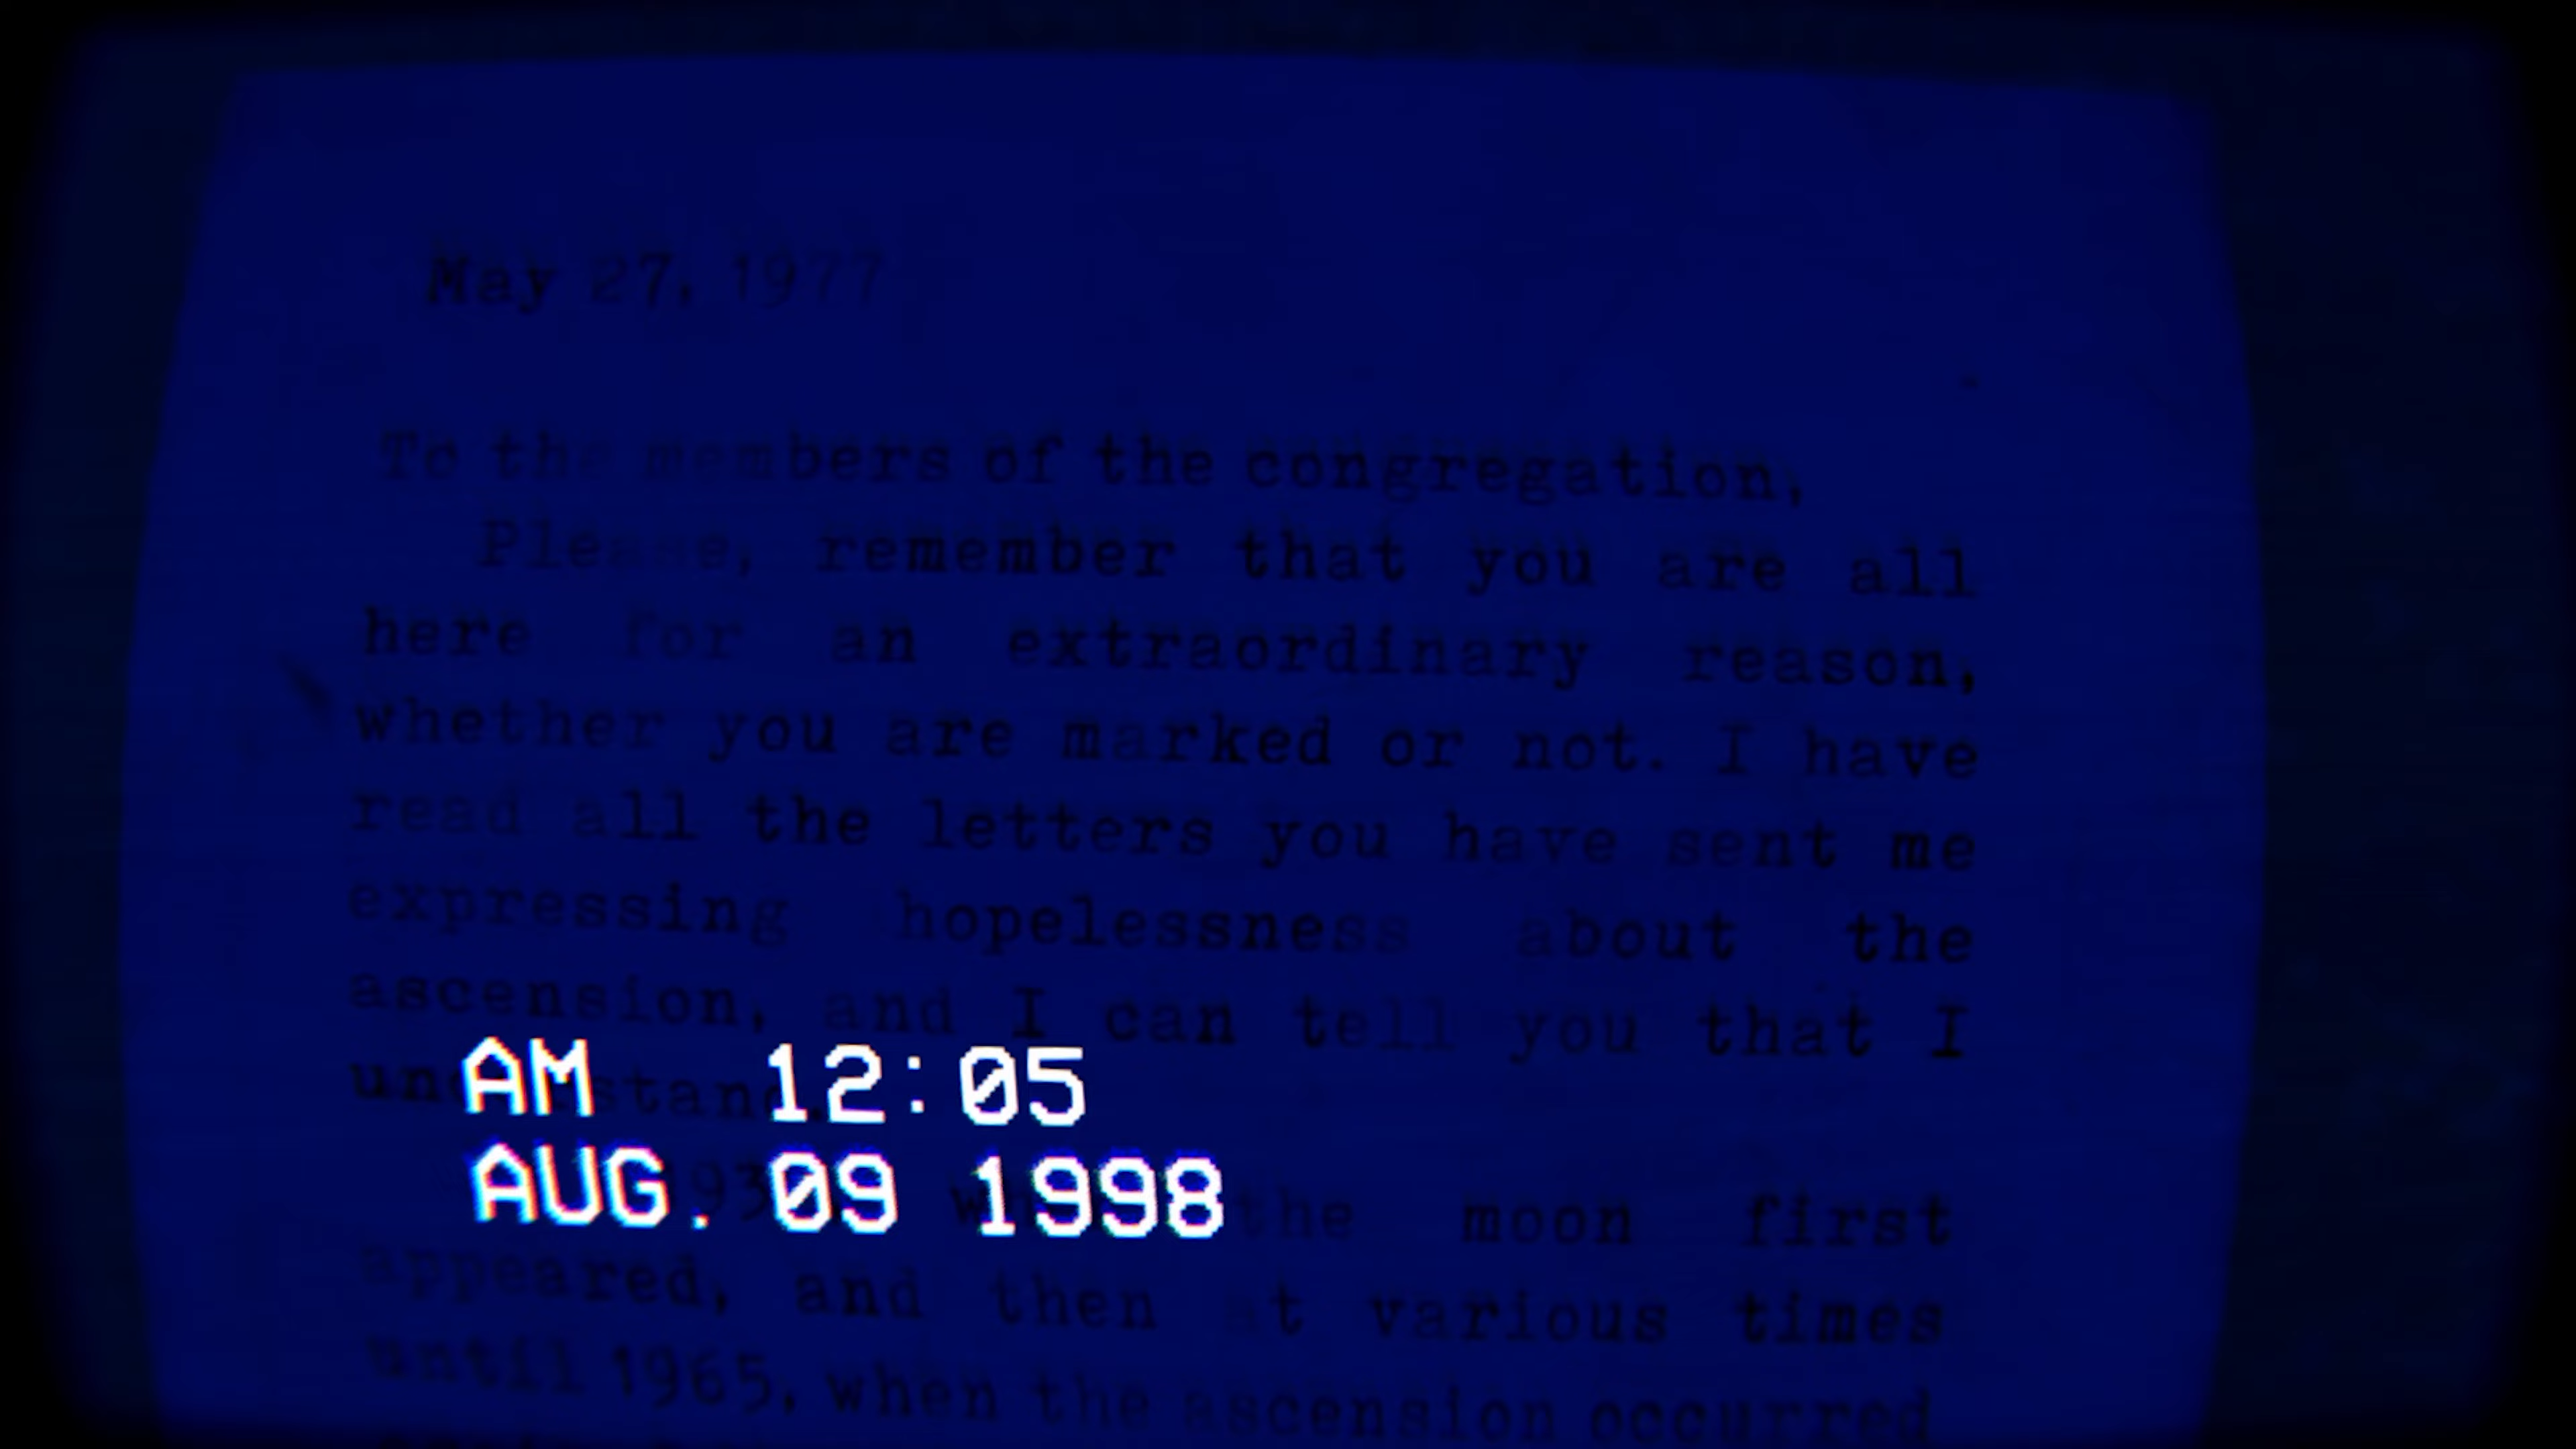 May 27, 1977
To the members of the congregation,
Please, remember that you are all
here for an extraordinary reason,
whether you are marked or not. I have
read all the letters you have sent me
expressing hopelessness about the
ascension, and I can tell you that I
understand.
AM 12:05
AUG. 09 1998
the moon first
appeared, and then at various times
until 1965, when the ascension occurred